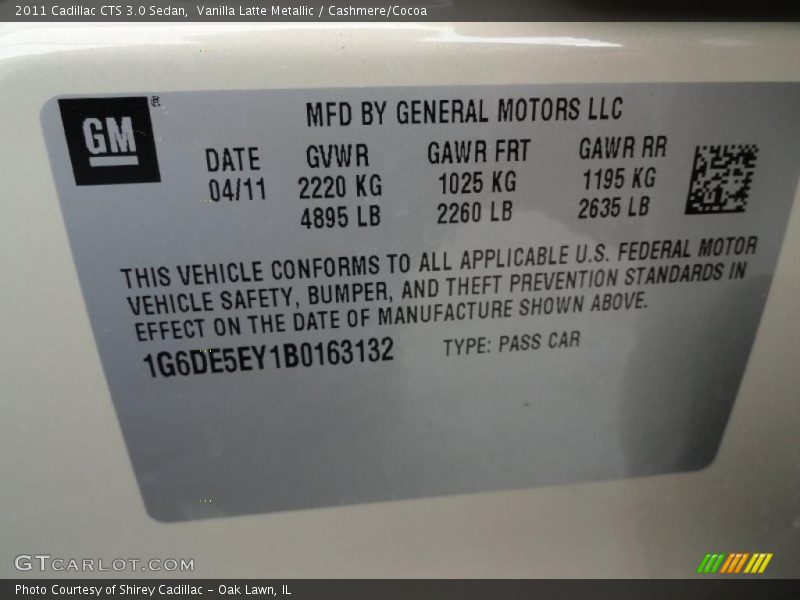 2011 Cadillac CTS 3.0 Sedan, Vanilla Latte Metallic / Cashmere/Cocoa
GM ®
MFD BY GENERAL MOTORS LLC
DATE GVWR GAWR FRT GAWR RR
04/11 2220 KG 1025 KG 1195 KG
4895 LB 2260 LB 2635 LB
THIS VEHICLE CONFORMS TO ALL APPLICABLE U.S. FEDERAL MOTOR
VEHICLE SAFETY, BUMPER, AND THEFT PREVENTION STANDARDS IN
EFFECT ON THE DATE OF MANUFACTURE SHOWN ABOVE.
1G6DE5EY1B0163132 TYPE: PASS CAR
GTCARLOT.COM
Photo Courtesy of Shirey Cadillac - Oak Lawn, IL